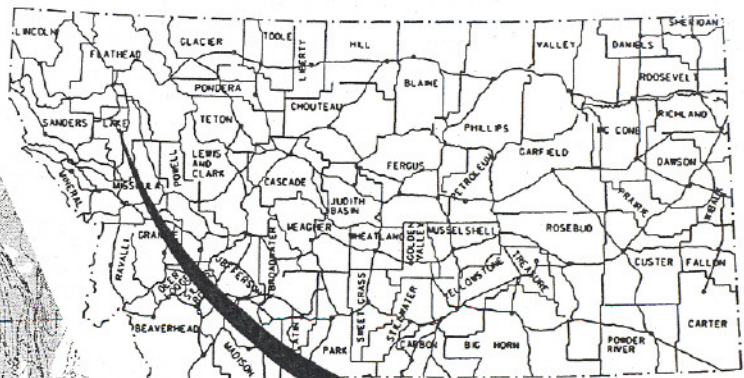 LINCOLN
FLATHEAD
GLACIER
TOOLE
LIBERTY
HILL
BLAINE
VALLEY
DANIELS
SHERIDAN
ROOSEVELT
PONDERA
CHOUTEAU
PHILLIPS
RICHLAND
SANDERS
LAKE
TETON
MC CONE
DAWSON
MINERAL
MISSOULA
POWELL
LEWIS
AND
CLARK
CASCADE
FERGUS
PETROLEUM
GARFIELD
PRAIRIE
WIBAUX
JUDITH
BASIN
RAVALLI
JEFFERSON
BROADWATER
MEAGHER
WHEATLAND
GOLDEN
VALLEY
MUSSELSHELL
ROSEBUD
TREASURE
CUSTER
FALLON
DEER
SWEET GRASS
STILLWATER
YELLOWSTONE
BEAVERHEAD
MADISON
PARK
CARBON
BIG HORN
POWDER
RIVER
CARTER